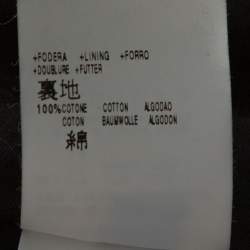 +FODERA +LINING +FORRO
+DOUBLURE +FUTTER
裏地
100%COTONE COTTON ALGODAO
COTON BAUMWOLLE ALGODON
綿